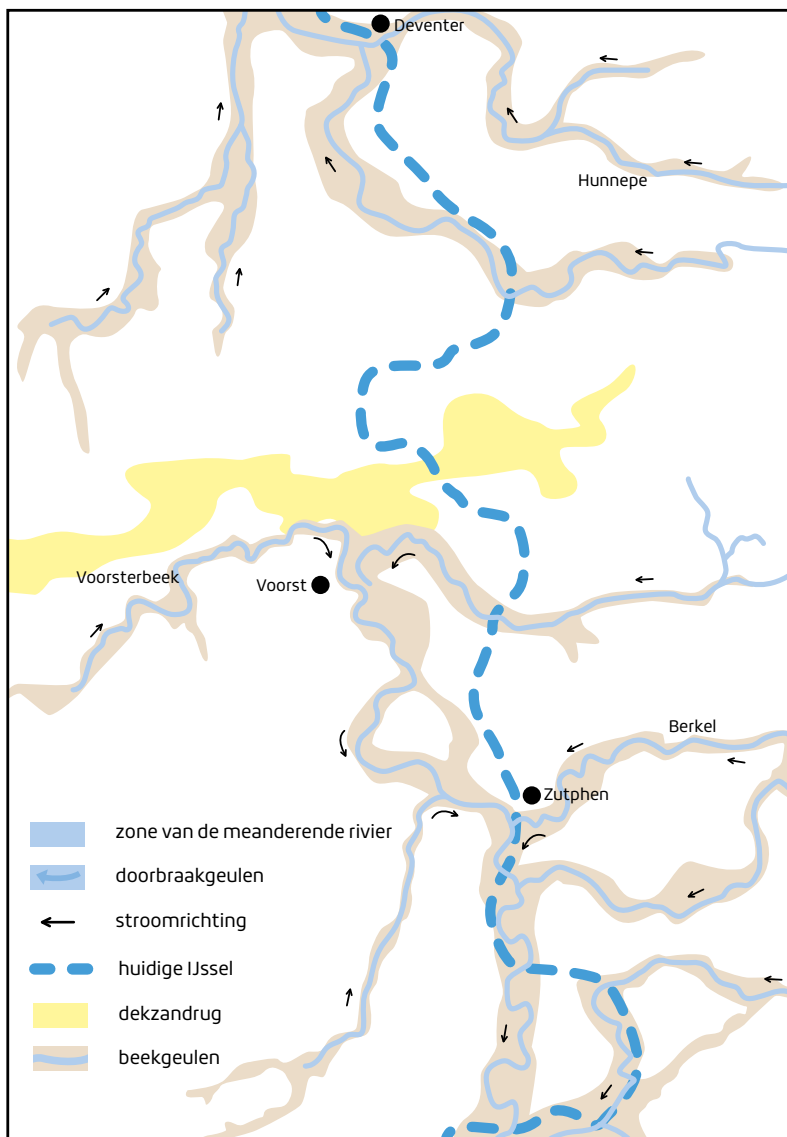 Deventer
Hunnepe
Voorsterbeek
Voorst
Berkel
Zutphen
zone van de meanderende rivier
doorbraakgeulen
stroomrichting
huidige IJssel
dekzandrug
beekgeulen